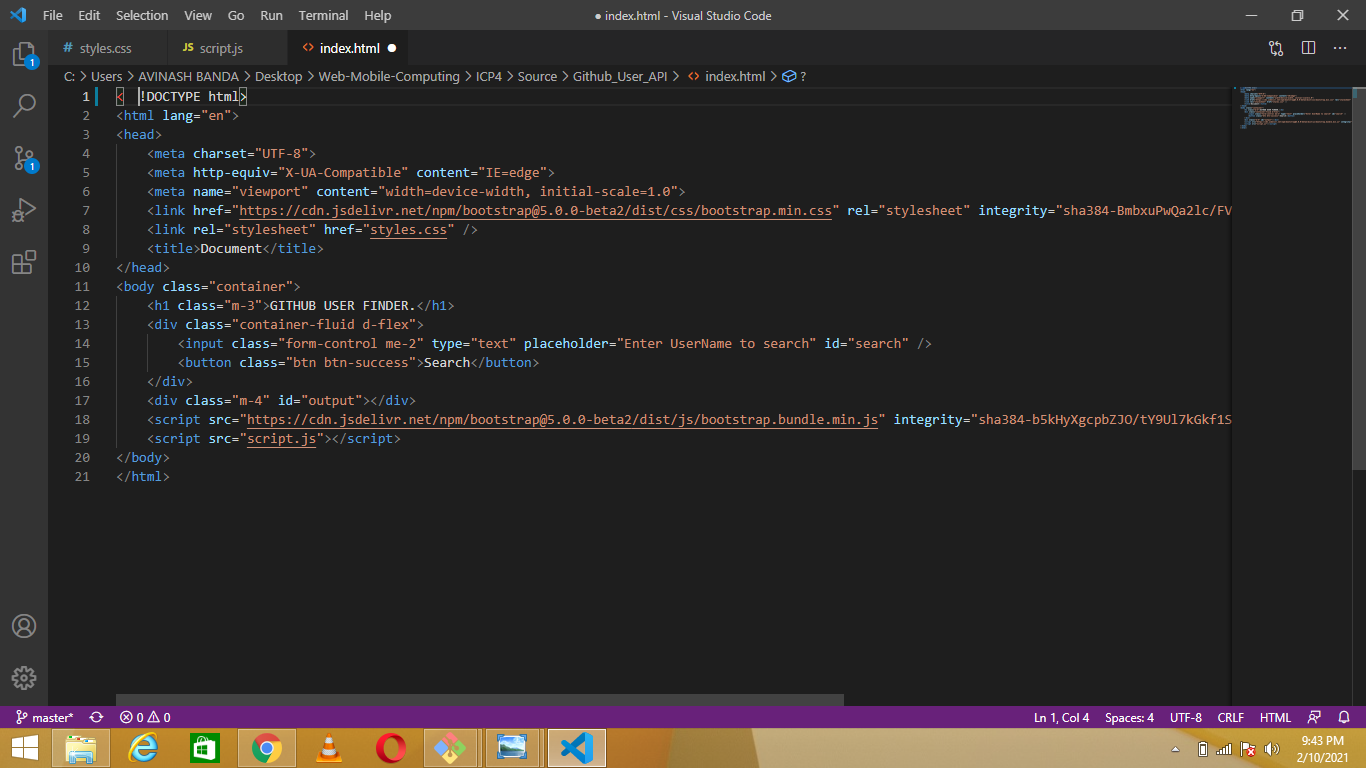 File Edit Selection View Go Run Terminal Help ● index.html - Visual Studio Code
# styles.css JS script.js <> index.html ●
C: > Users > AVINASH BANDA > Desktop > Web-Mobile-Computing > ICP4 > Source > Github_User_API > <> index.html > ?
1 <  !DOCTYPE html>
2 <html lang="en">
3 <head>
4     <meta charset="UTF-8">
5     <meta http-equiv="X-UA-Compatible" content="IE=edge">
6     <meta name="viewport" content="width=device-width, initial-scale=1.0">
7     <link href="https://cdn.jsdelivr.net/npm/bootstrap@5.0.0-beta2/dist/css/bootstrap.min.css" rel="stylesheet" integrity="sha384-BmbxuPwQa2lc/FV
8     <link rel="stylesheet" href="styles.css" />
9     <title>Document</title>
10 </head>
11 <body class="container">
12     <h1 class="m-3">GITHUB USER FINDER.</h1>
13     <div class="container-fluid d-flex">
14         <input class="form-control me-2" type="text" placeholder="Enter UserName to search" id="search" />
15         <button class="btn btn-success">Search</button>
16     </div>
17     <div class="m-4" id="output"></div>
18     <script src="https://cdn.jsdelivr.net/npm/bootstrap@5.0.0-beta2/dist/js/bootstrap.bundle.min.js" integrity="sha384-b5kHyXgcpbZJO/tY9Ul7kGkf1S
19     <script src="script.js"></script>
20 </body>
21 </html>
1
1
master* 0 0 Ln 1, Col 4 Spaces: 4 UTF-8 CRLF HTML
9:43 PM
2/10/2021